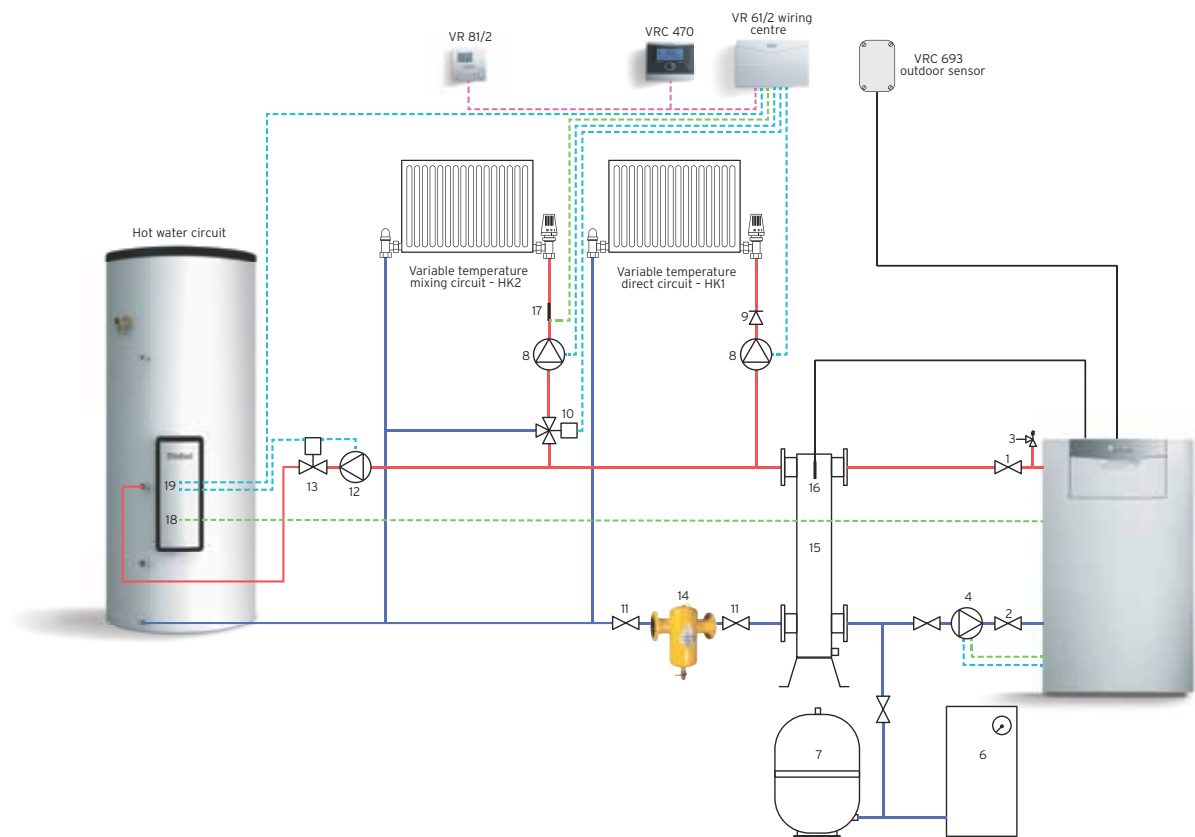 VR 81/2
VRC 470
VR 61/2 wiring
centre
VRC 693
outdoor sensor
Hot water circuit
Variable temperature
mixing circuit – HK2
Variable temperature
direct circuit – HK1
17
9
8
8
10
3
1
13
12
19
16
18
15
11
14
11
4
2
7
6